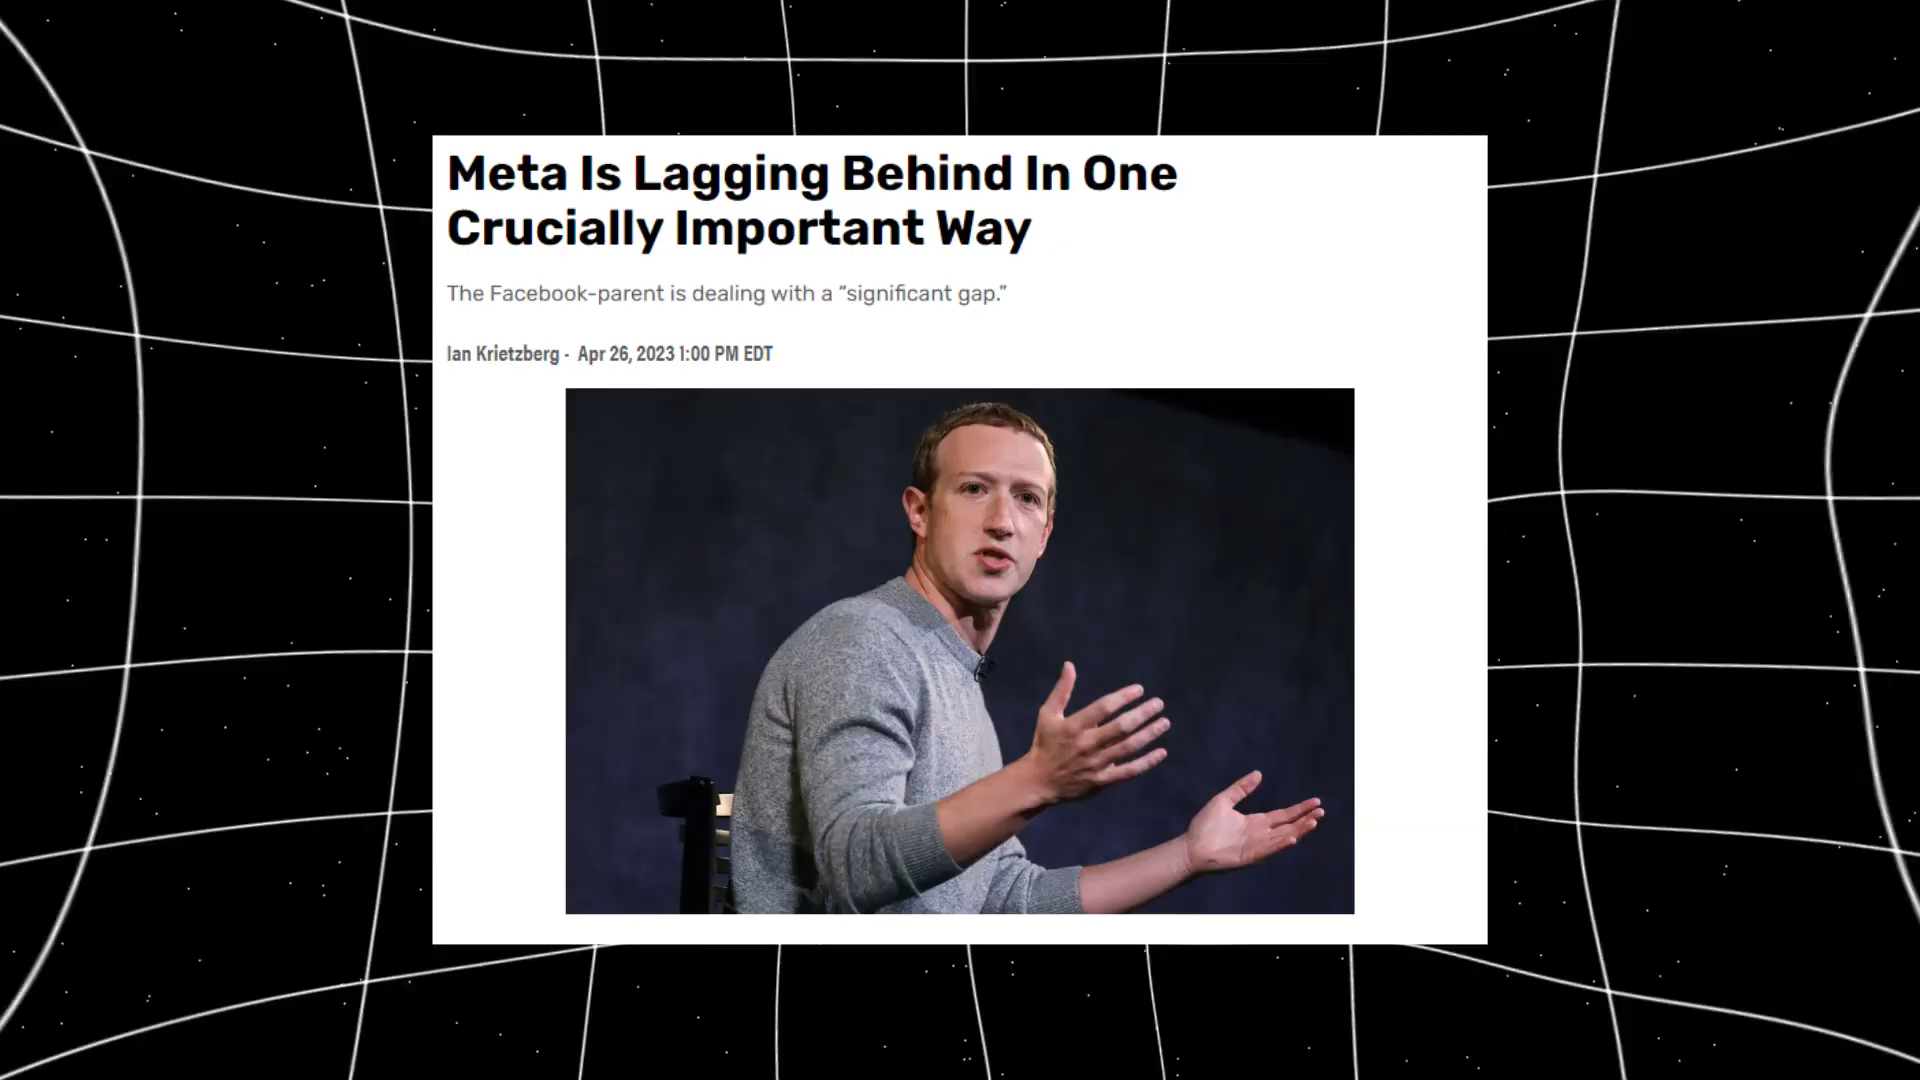 Meta Is Lagging Behind In One
Crucially Important Way
The Facebook-parent is dealing with a “significant gap.”
Ian Krietzberg - Apr 26, 2023 1:00 PM EDT